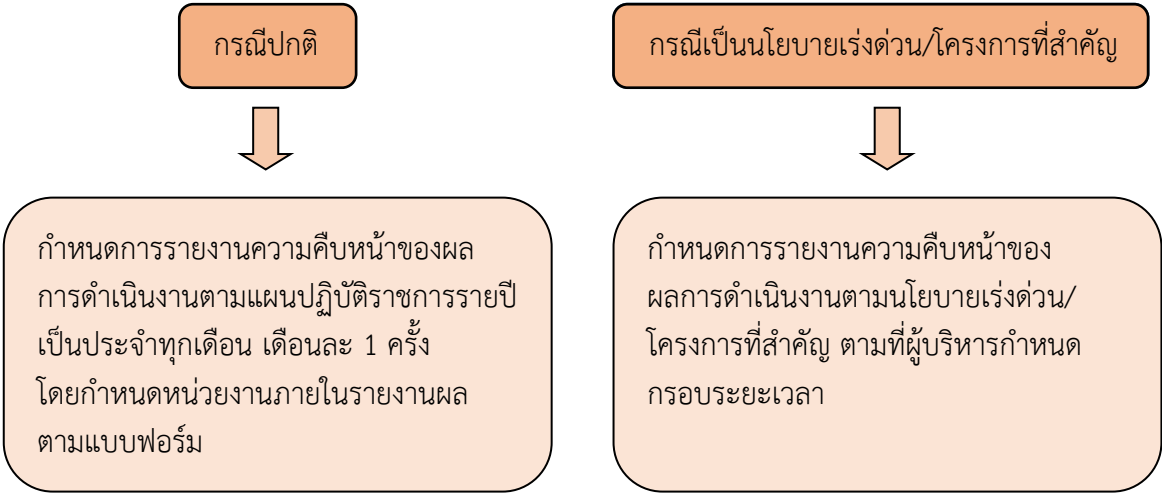 กรณีปกติ
กรณีเป็นนโยบายเร่งด่วน/โครงการที่สำคัญ
กำหนดการรายงานความคืบหน้าของผล
การดำเนินงานตามแผนปฏิบัติราชการรายปี
เป็นประจำทุกเดือน เดือนละ 1 ครั้ง
โดยกำหนดหน่วยงานภายในรายงานผล
ตามแบบฟอร์ม
กำหนดการรายงานความคืบหน้าของ
ผลการดำเนินงานตามนโยบายเร่งด่วน/
โครงการที่สำคัญ ตามที่ผู้บริหารกำหนด
กรอบระยะเวลา